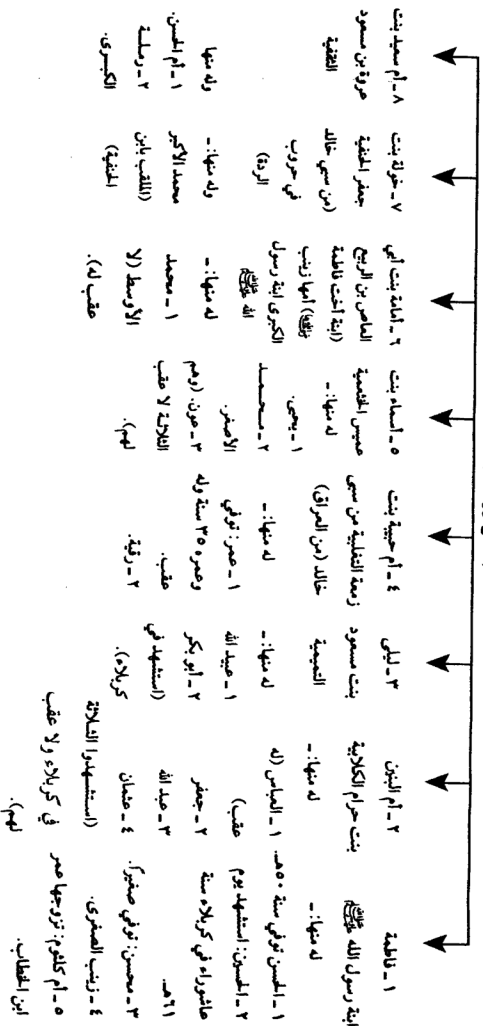 ١ - فاطمة
ابنة رسول الله ﷺ
له منها: -
١ - الحسن توفي سنة ٥٠هـ.
٢ - الحسين: استشهد يوم
عاشوراء في كربلاء سنة
٦١هـ.
٣ - محسن: توفي صغيراً.
٤ - زينب الصغرى.
٥ - أم كلثوم: تزوجها عمر
ابن الخطاب.
٢ - أم البنين
بنت حرام الكلابية
له منها: -
١ - العباس (له
عقب)
٢ - جعفر
٣ - عبد الله
٤ - عثمان
(استشهدوا الثلاثة
في كربلاء ولا عقب
لهم).
٣ - ليلى
بنت مسعود
التميمية
له منها: -
١ - عبيد الله
٢ - أبو بكر
(استشهد في
كربلاء).
٤ - أم حبيبة بنت
زمعة التغلبية من سبي
خالد (من العراق)
له منها: -
١ - عمر: توفي
وعمره ٣٥ سنة وله
عقب.
٢ - رقية.
٥ - أسماء بنت
عميس الخثعمية
له منها: -
١ - يحيى.
٢ - محمد
الأصغر.
٣ - عون. (وهم
الثلاثة لا عقب
لهم).
٦ - أمامة بنت أبي
العاص بن الربيع
(ابنة أخت فاطمة
أمها زينب
الكبرى ابنة رسول
الله ﷺ
له منها: -
١ - محمد
الأوسط (لا
عقب له).
٧ - خولة بنت
جعفر الحنفية
(من سبي خالد
في حروب
الردة)
وله منها: -
محمد الأكبر
(الملقب بابن
الحنفية)
٨ - أم سعيد بنت
عروة بن مسعود
الثقفية
وله منها
١ - أم الحسن.
٢ - رملة
الكبرى.